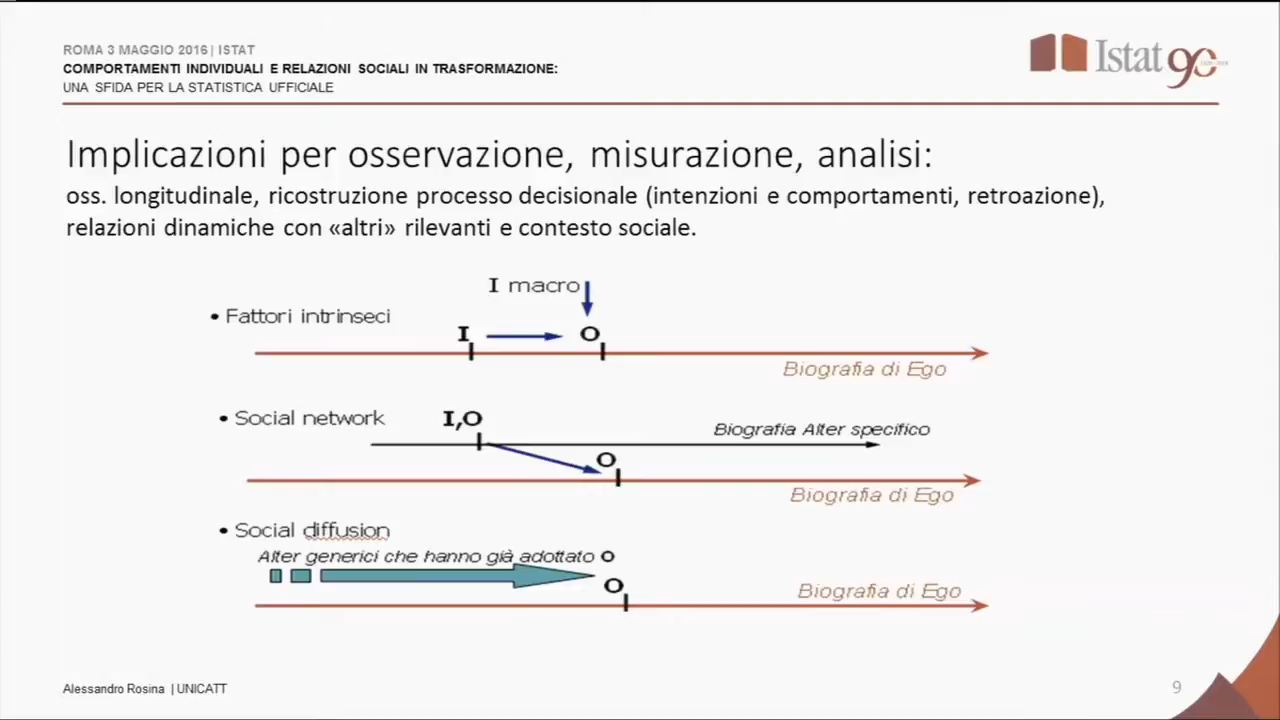 ROMA 3 MAGGIO 2016 | ISTAT
COMPORTAMENTI INDIVIDUALI E RELAZIONI SOCIALI IN TRASFORMAZIONE:
UNA SFIDA PER LA STATISTICA UFFICIALE
Istat 90
Implicazioni per osservazione, misurazione, analisi:
oss. longitudinale, ricostruzione processo decisionale (intenzioni e comportamenti, retroazione),
relazioni dinamiche con «altri» rilevanti e contesto sociale.
I macro
• Fattori intrinseci
I O
Biografia di Ego
• Social network I,O
Biografia Alter specifico
O
Biografia di Ego
• Social diffusion
Alter generici che hanno già adottato O
O
Biografia di Ego
Alessandro Rosina | UNICATT
9